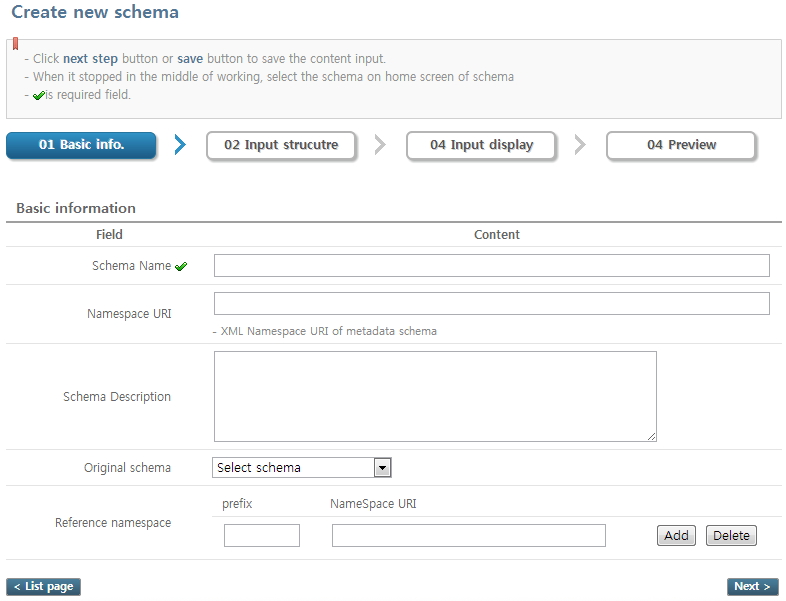 Create new schema
- Click next step button or save button to save the content input.
- When it stopped in the middle of working, select the schema on home screen of schema
- is required field.
01 Basic info.
02 Input strucutre
04 Input display
04 Preview
Basic information
Field Content
Schema Name
Namespace URI
- XML Namespace URI of metadata schema
Schema Description
Original schema Select schema
prefix NameSpace URI
Reference namespace
Add Delete
< List page Next >